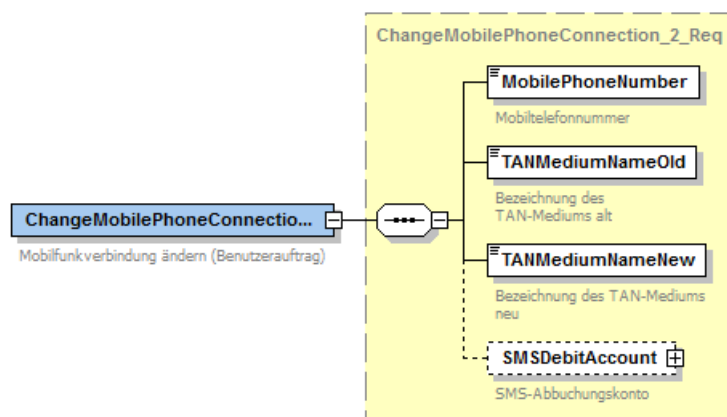 ChangeMobilePhoneConnection_2_Req
MobilePhoneNumber
Mobiltelefonnummer
TANMediumNameOld
Bezeichnung des
TAN-Mediums alt
ChangeMobilePhoneConnectio...
Mobilfunkverbindung ändern (Benutzerauftrag)
TANMediumNameNew
Bezeichnung des TAN-Mediums
neu
SMSDebitAccount
SMS-Abbuchungskonto